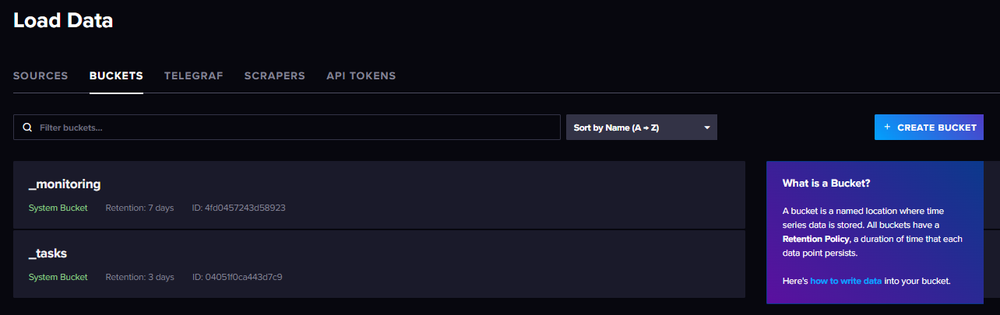 Load Data
SOURCES BUCKETS TELEGRAF SCRAPERS API TOKENS
Filter buckets...
Sort by Name (A → Z)
+ CREATE BUCKET
_monitoring
System Bucket Retention: 7 days ID: 4fd0457243d58923
_tasks
System Bucket Retention: 3 days ID: 04051f0ca443d7c9
What is a Bucket?
A bucket is a named location where time
series data is stored. All buckets have a
Retention Policy, a duration of time that each
data point persists.
Here's how to write data into your bucket.